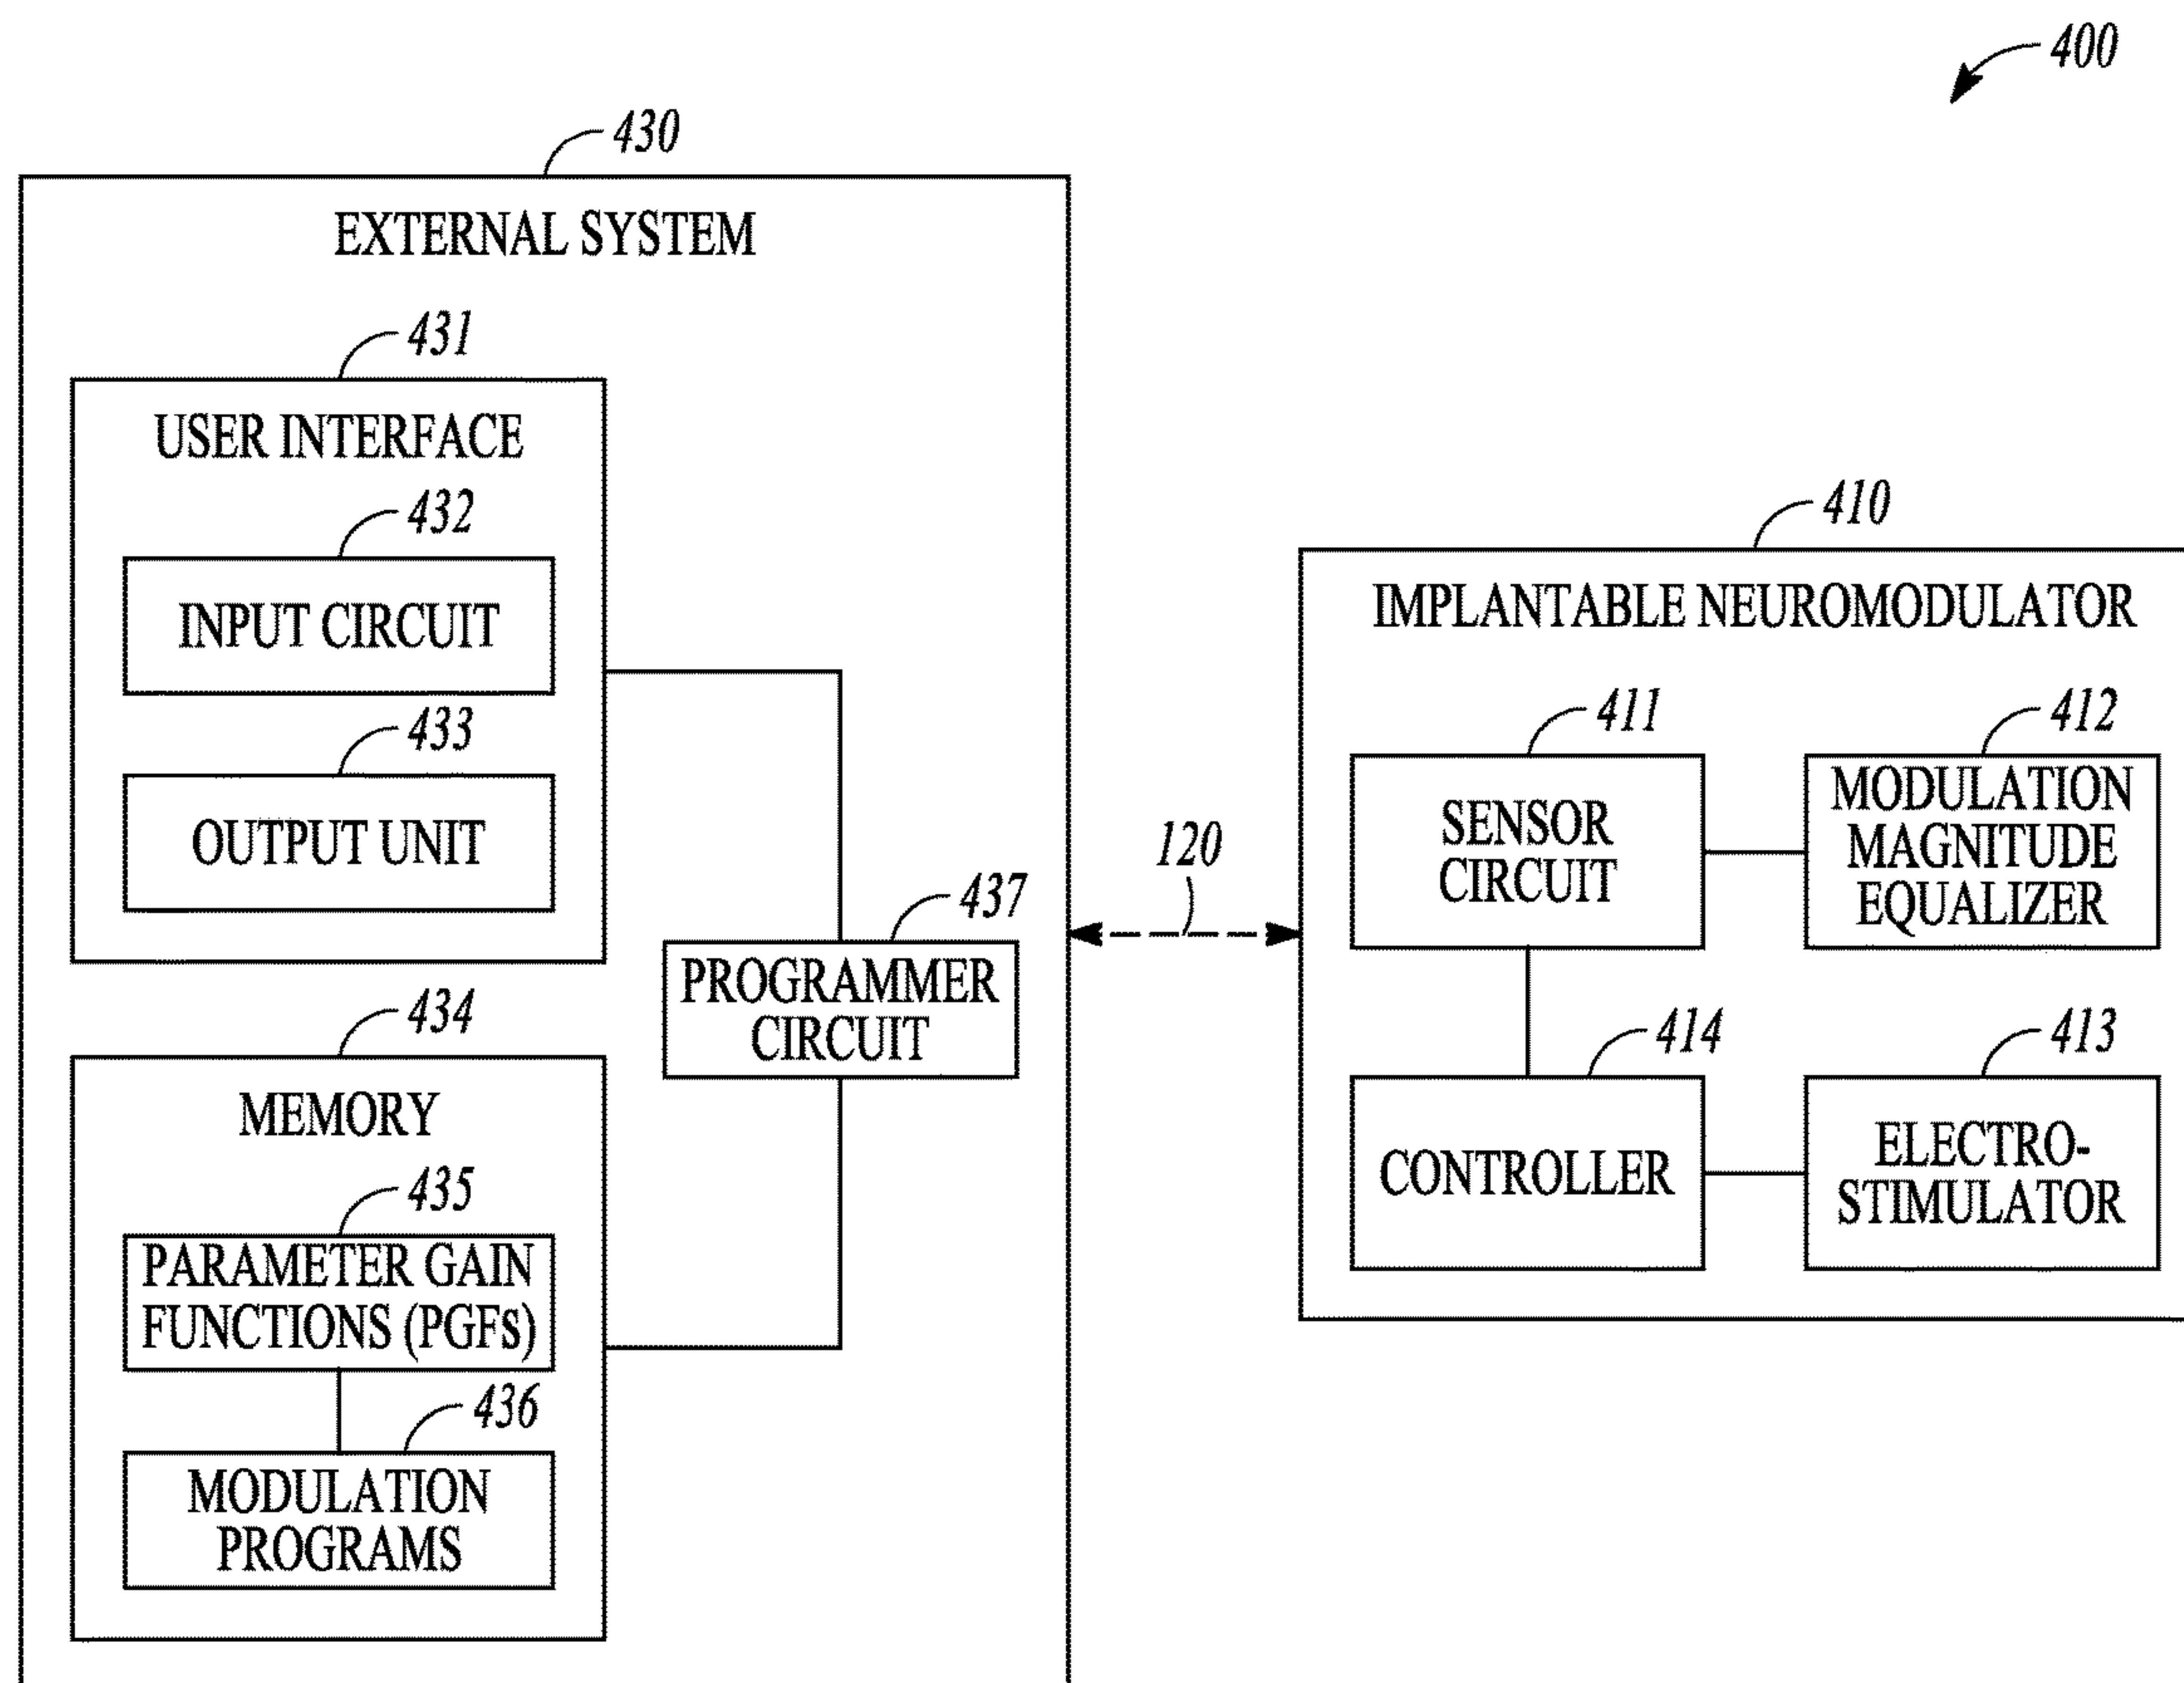 400
430
EXTERNAL SYSTEM
431
USER INTERFACE
432
INPUT CIRCUIT
433
OUTPUT UNIT
437
PROGRAMMER
CIRCUIT
434
MEMORY
435
PARAMETER GAIN
FUNCTIONS (PGFs)
436
MODULATION
PROGRAMS
120
410
IMPLANTABLE NEUROMODULATOR
411
SENSOR
CIRCUIT
412
MODULATION
MAGNITUDE
EQUALIZER
414
CONTROLLER
413
ELECTRO-
STIMULATOR